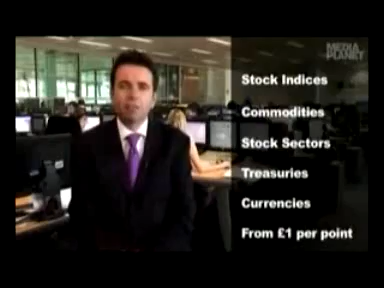 MEDIA
PLANET
Stock Indices
Commodities
Stock Sectors
Treasuries
Currencies
From £1 per point